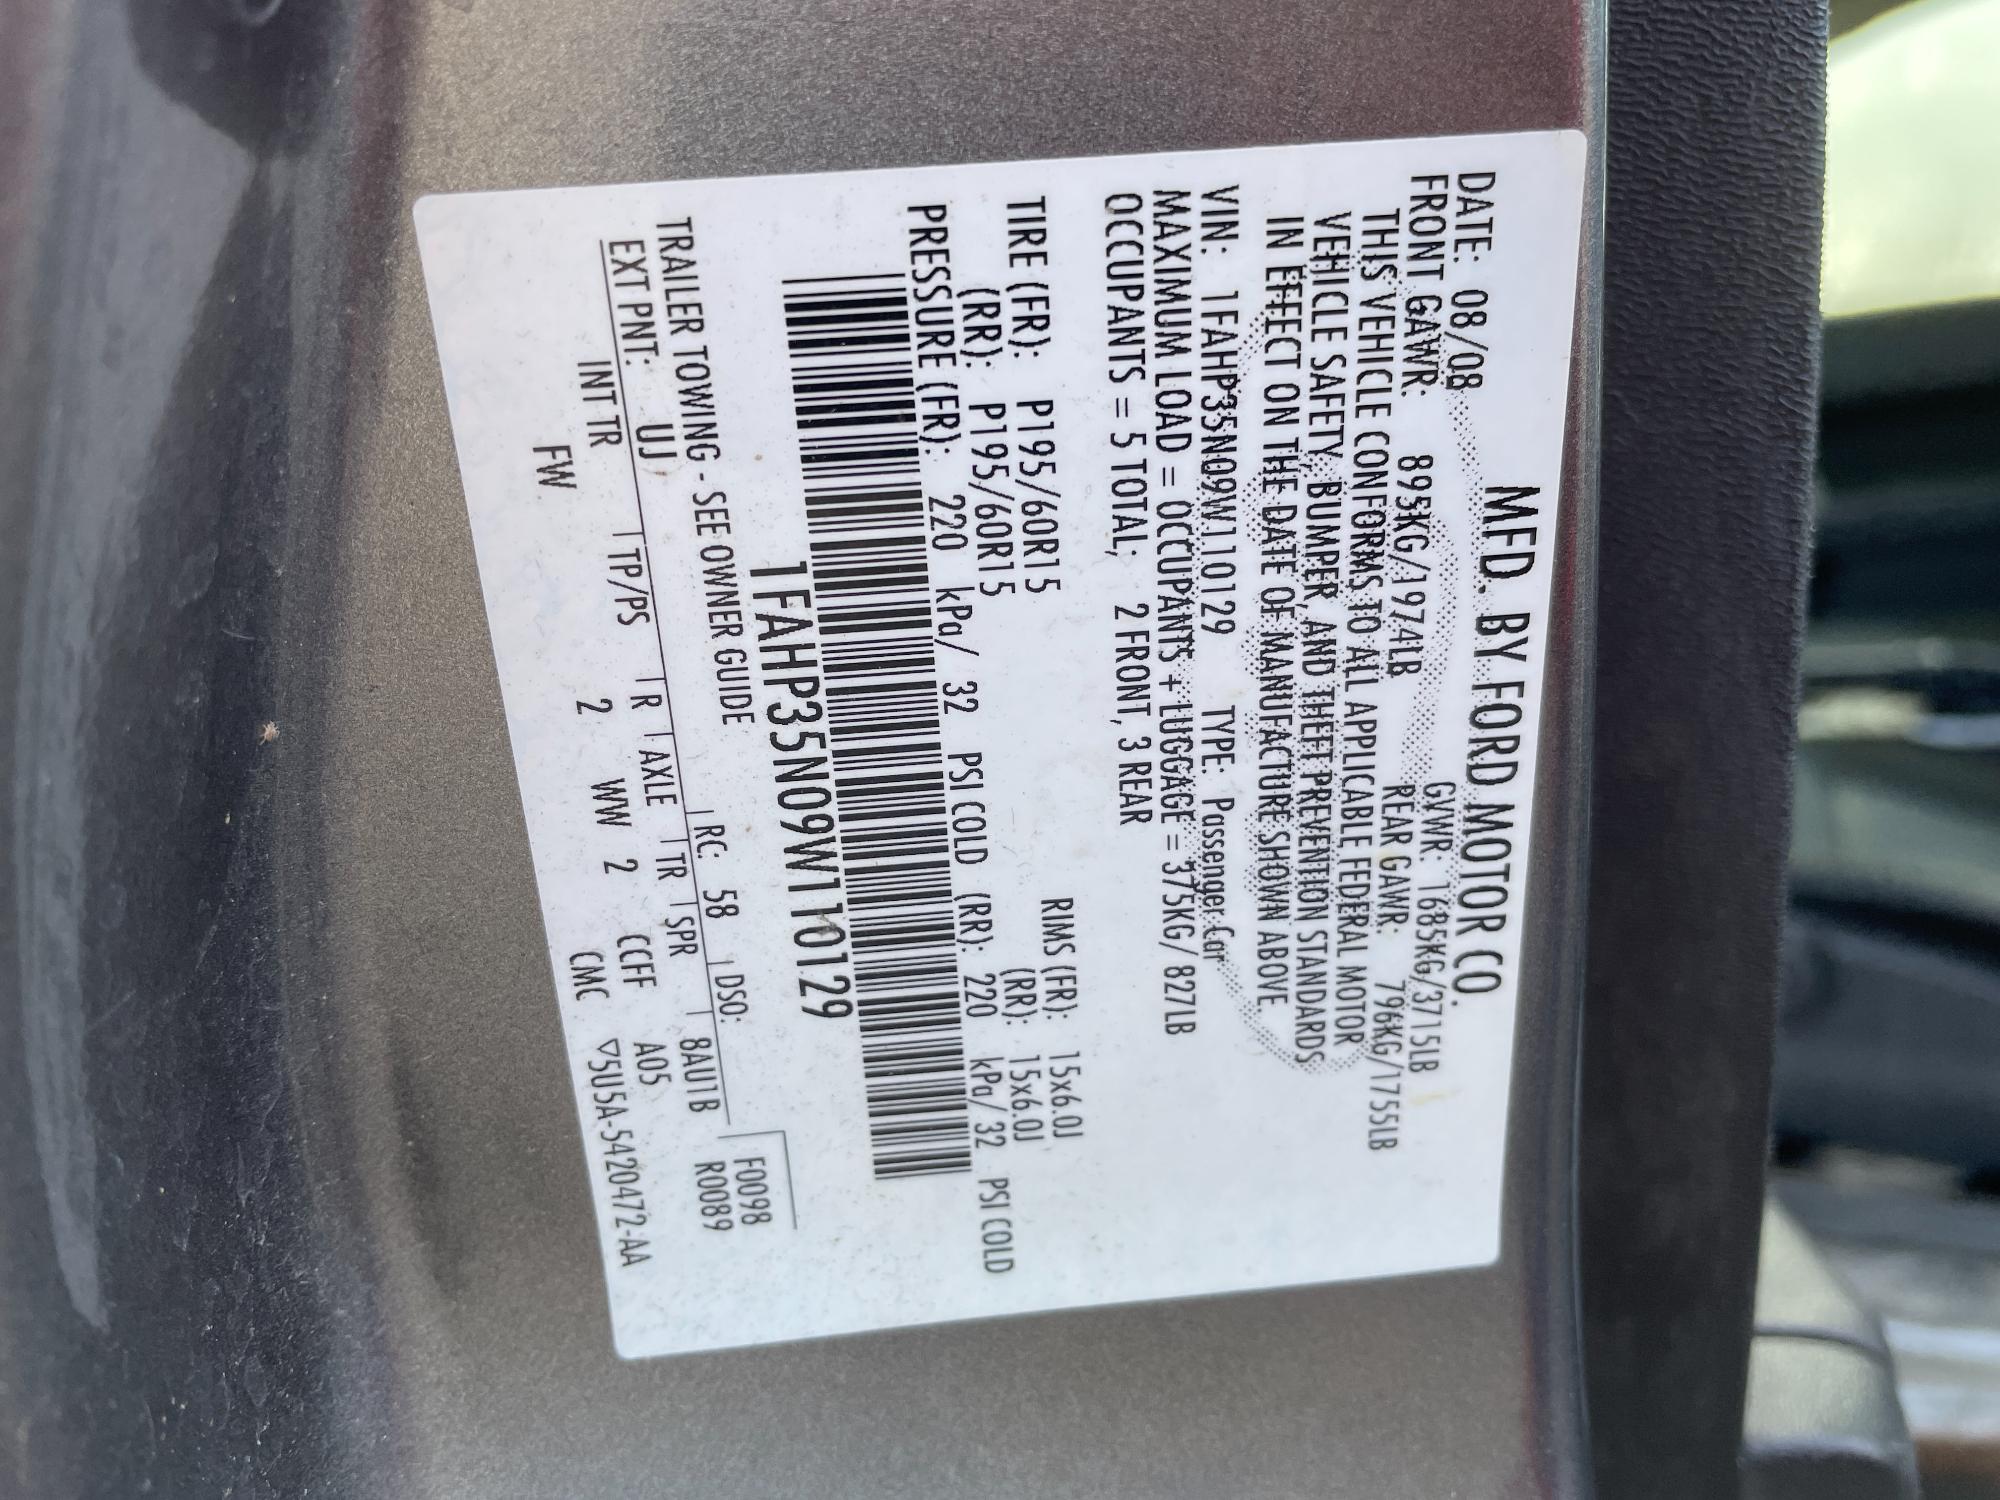 MFD. BY FORD MOTOR CO.
DATE: 08/08 GVWR: 1685KG/3715LB
FRONT GAWR: 895KG/1974LB REAR GAWR: 796KG/1755LB
THIS VEHICLE CONFORMS TO ALL APPLICABLE FEDERAL MOTOR
VEHICLE SAFETY, BUMPER, AND THEFT PREVENTION STANDARDS
IN EFFECT ON THE DATE OF MANUFACTURE SHOWN ABOVE
VIN: 1FAHP35N09W110129 TYPE: Passenger Car
MAXIMUM LOAD = OCCUPANTS + LUGGAGE = 375KG/ 827LB
OCCUPANTS = 5 TOTAL; 2 FRONT, 3 REAR
TIRE (FR): P195/60R15 RIMS (FR): 15x6.0J
(RR): P195/60R15 (RR): 15x6.0J
PRESSURE (FR): 220 kPa/ 32 PSI COLD (RR): 220 kPa/ 32 PSI COLD
1FAHP35N09W110129
F0098
TRAILER TOWING - SEE OWNER GUIDE RC: 58 DSO: R0089
EXT PNT: UJ 8AU1B
INT TR TP/PS R AXLE TR SPR A05
FW 2 WW 2 CCFF ▽5U5A-5420472-AA
CMC